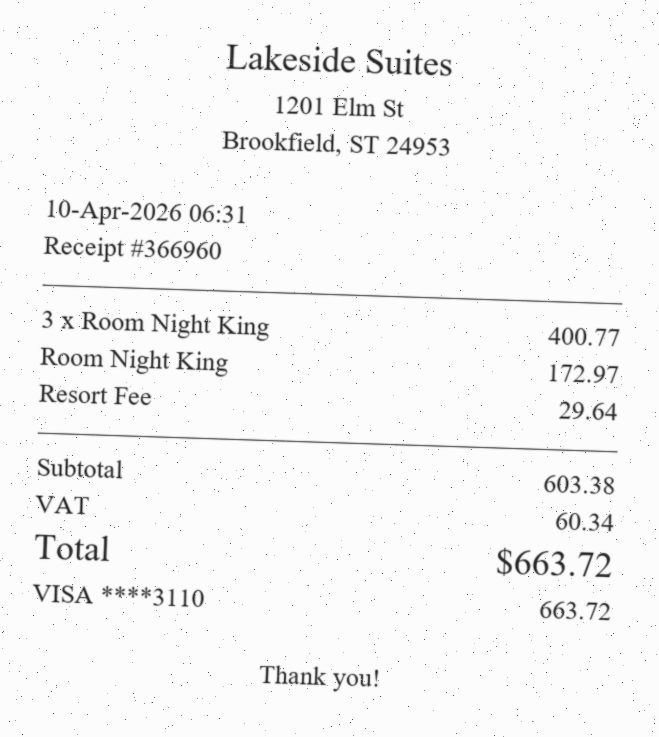 Lakeside Suites
1201 Elm St
Brookfield, ST 24953
10-Apr-2026 06:31
Receipt #366960
3 x Room Night King 400.77
Room Night King 172.97
Resort Fee 29.64
Subtotal 603.38
VAT 60.34
Total $663.72
VISA ****3110 663.72
Thank you!